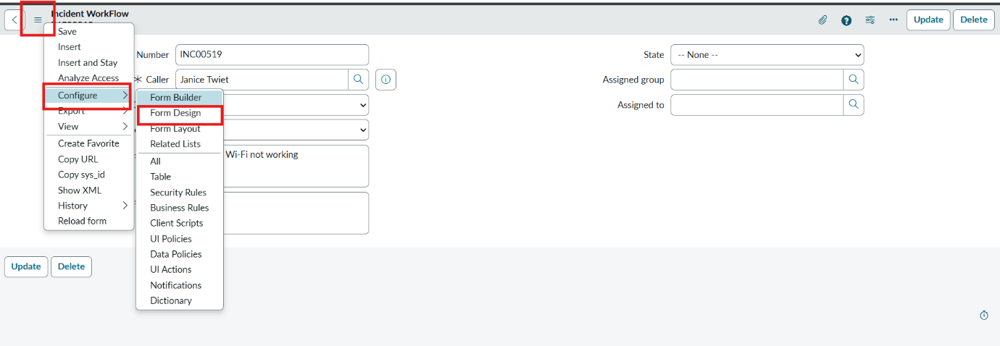 Incident WorkFlow
Update
Delete
Save
Insert
Insert and Stay
Analyze Access
Configure
Export
View
Create Favorite
Copy URL
Copy sys_id
Show XML
History
Reload form
Form Builder
Form Design
Form Layout
Related Lists
All
Table
Security Rules
Business Rules
Client Scripts
UI Policies
Data Policies
UI Actions
Notifications
Dictionary
Number INC00519
* Caller Janice Twiet
Wi-Fi not working
State -- None --
Assigned group
Assigned to
Update
Delete